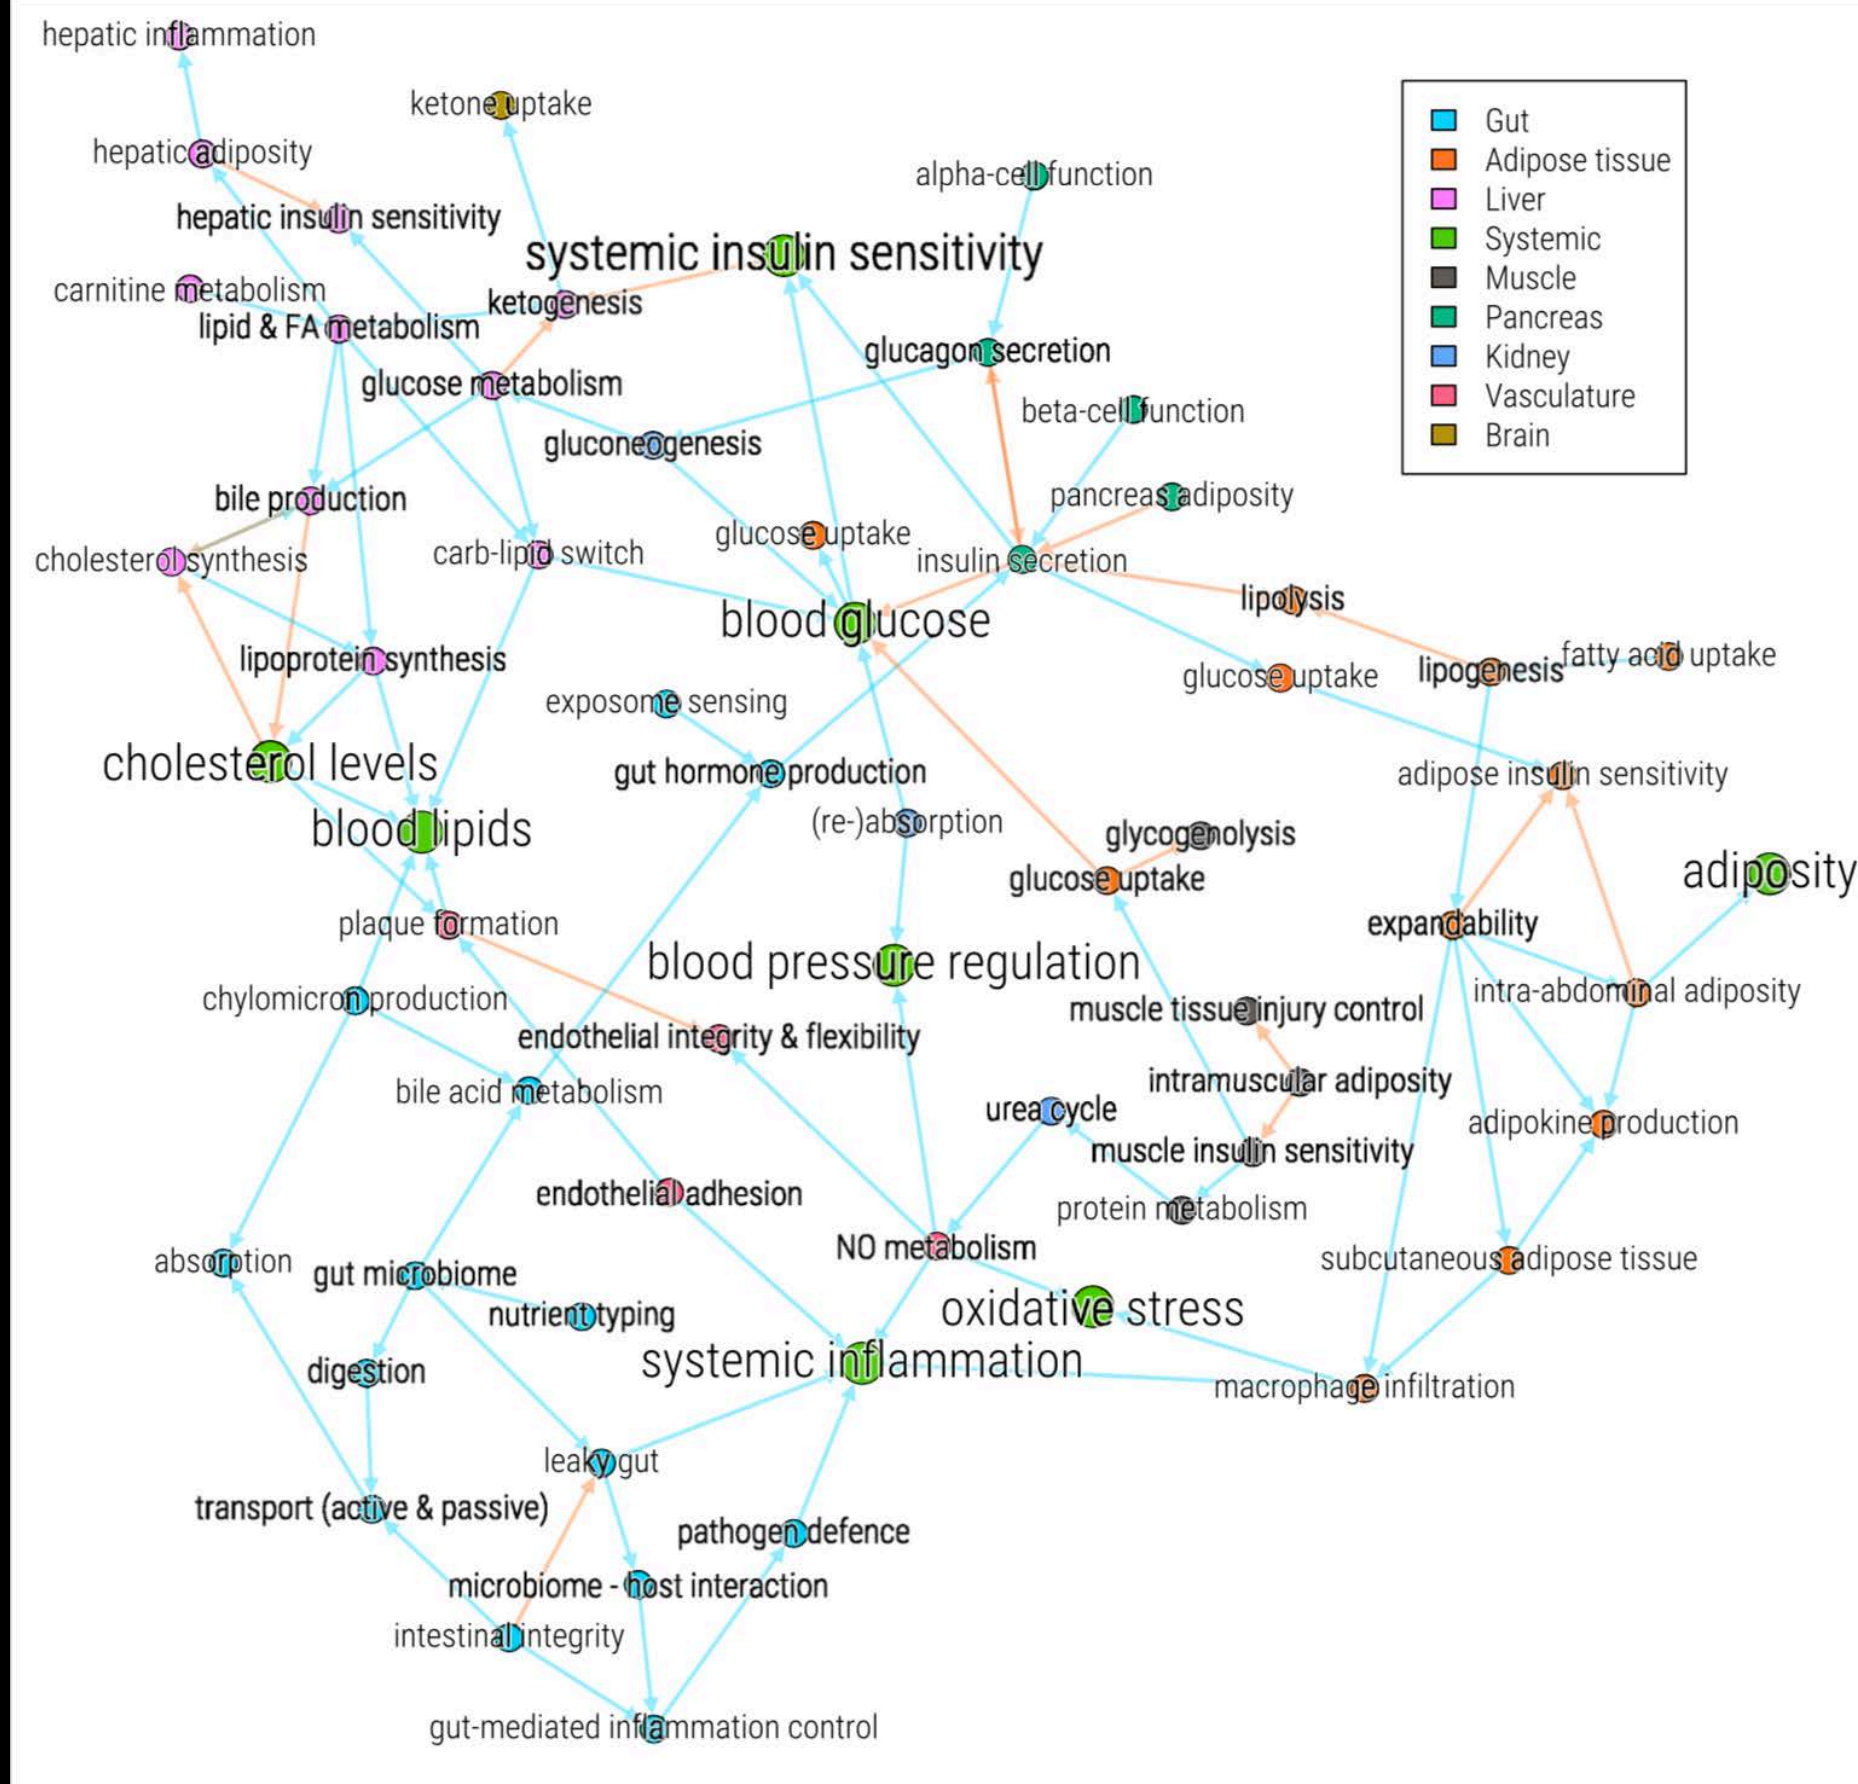 hepatic inflammation
ketone uptake
hepatic adiposity
alpha-cell function
hepatic insulin sensitivity
systemic insulin sensitivity
carnitine metabolism
ketogenesis
lipid & FA metabolism
glucagon secretion
glucose metabolism
beta-cell function
gluconeogenesis
pancreas adiposity
bile production
glucose uptake
cholesterol synthesis
carb-lipid switch
insulin secretion
lipolysis
blood glucose
lipoprotein synthesis
fatty acid uptake
lipogenesis
glucose uptake
exposome sensing
cholesterol levels
gut hormone production
adipose insulin sensitivity
blood lipids
(re-)absorption
glycogenolysis
glucose uptake
adiposity
plaque formation
expandability
blood pressure regulation
intra-abdominal adiposity
chylomicron production
muscle tissue injury control
endothelial integrity & flexibility
intramuscular adiposity
bile acid metabolism
urea cycle
adipokine production
muscle insulin sensitivity
endothelial adhesion
protein metabolism
NO metabolism
absorption
subcutaneous adipose tissue
gut microbiome
nutrient typing
oxidative stress
digestion
systemic inflammation
macrophage infiltration
leaky gut
transport (active & passive)
pathogen defence
microbiome - host interaction
intestinal integrity
gut-mediated inflammation control
Gut
Adipose tissue
Liver
Systemic
Muscle
Pancreas
Kidney
Vasculature
Brain